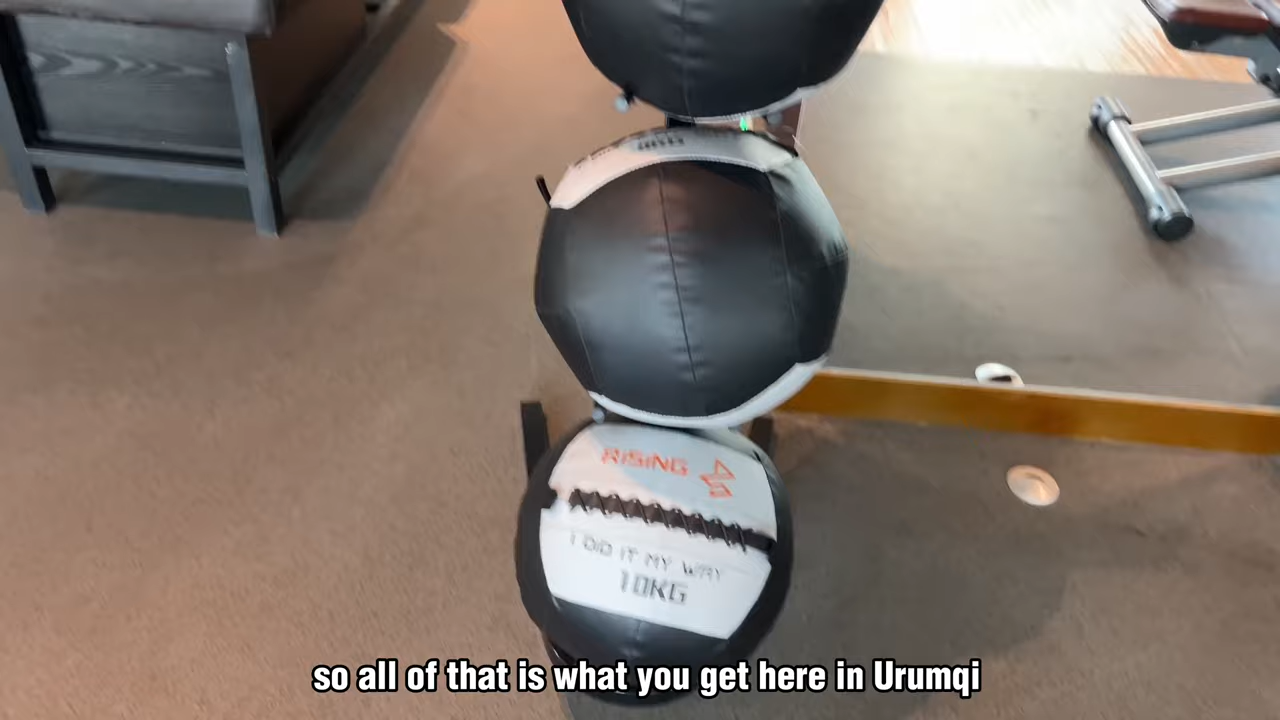 RISING
I DID IT MY WAY
10KG
so all of that is what you get here in Urumqi